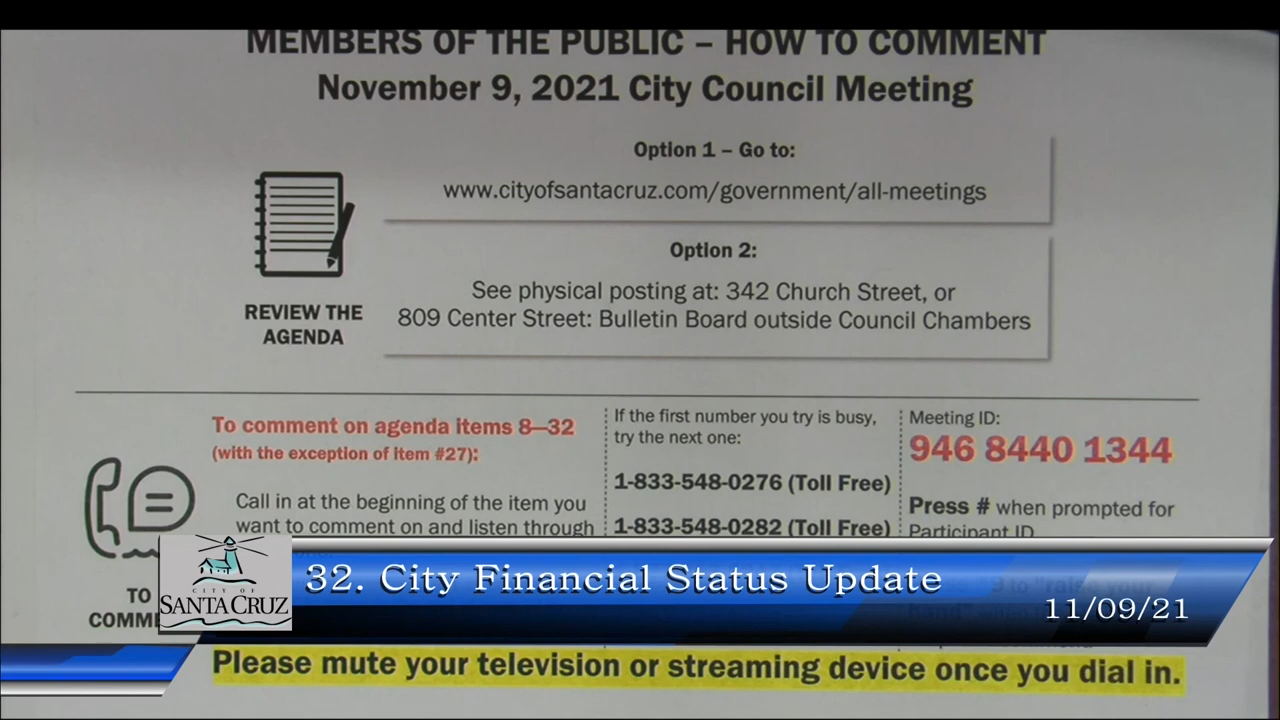 MEMBERS OF THE PUBLIC – HOW TO COMMENT
November 9, 2021 City Council Meeting
Option 1 – Go to:
www.cityofsantacruz.com/government/all-meetings
Option 2:
See physical posting at: 342 Church Street, or
809 Center Street: Bulletin Board outside Council Chambers
REVIEW THE
AGENDA
To comment on agenda items 8—32
(with the exception of Item #27):
Call in at the beginning of the item you
want to comment on and listen through
If the first number you try is busy,
try the next one:
1-833-548-0276 (Toll Free)
1-833-548-0282 (Toll Free)
Meeting ID:
946 8440 1344
Press # when prompted for
Participant ID
TO
COMME
CITY OF
SANTA CRUZ
32. City Financial Status Update
11/09/21
Please mute your television or streaming device once you dial in.